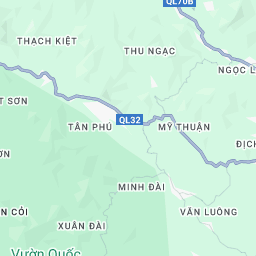 QL70B
THẠCH KIỆT
THU NGẠC
NGỌC L
T SƠN
QL32
TÂN PHÚ
MỸ THUẬN
ĐỊCH
ƠN
MINH ĐÀI
N CỎI
VĂN LUÔNG
XUÂN ĐÀI
Vườn Quốc